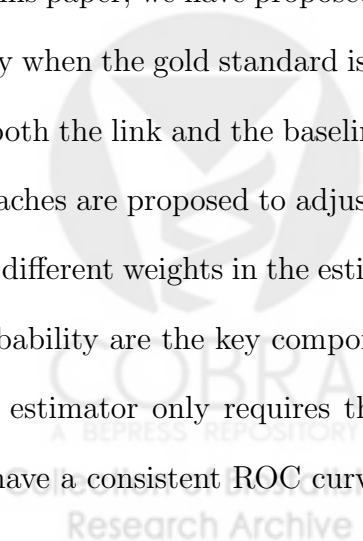 his paper, we have propose
y when the gold standard is
both the link and the baselin
aches are proposed to adjus
different weights in the esti
bability are the key compo
estimator only requires th
have a consistent ROC curv
COBRA
A BEPRESS REPOSITORY
Collection of Biostatistics
Research Archive